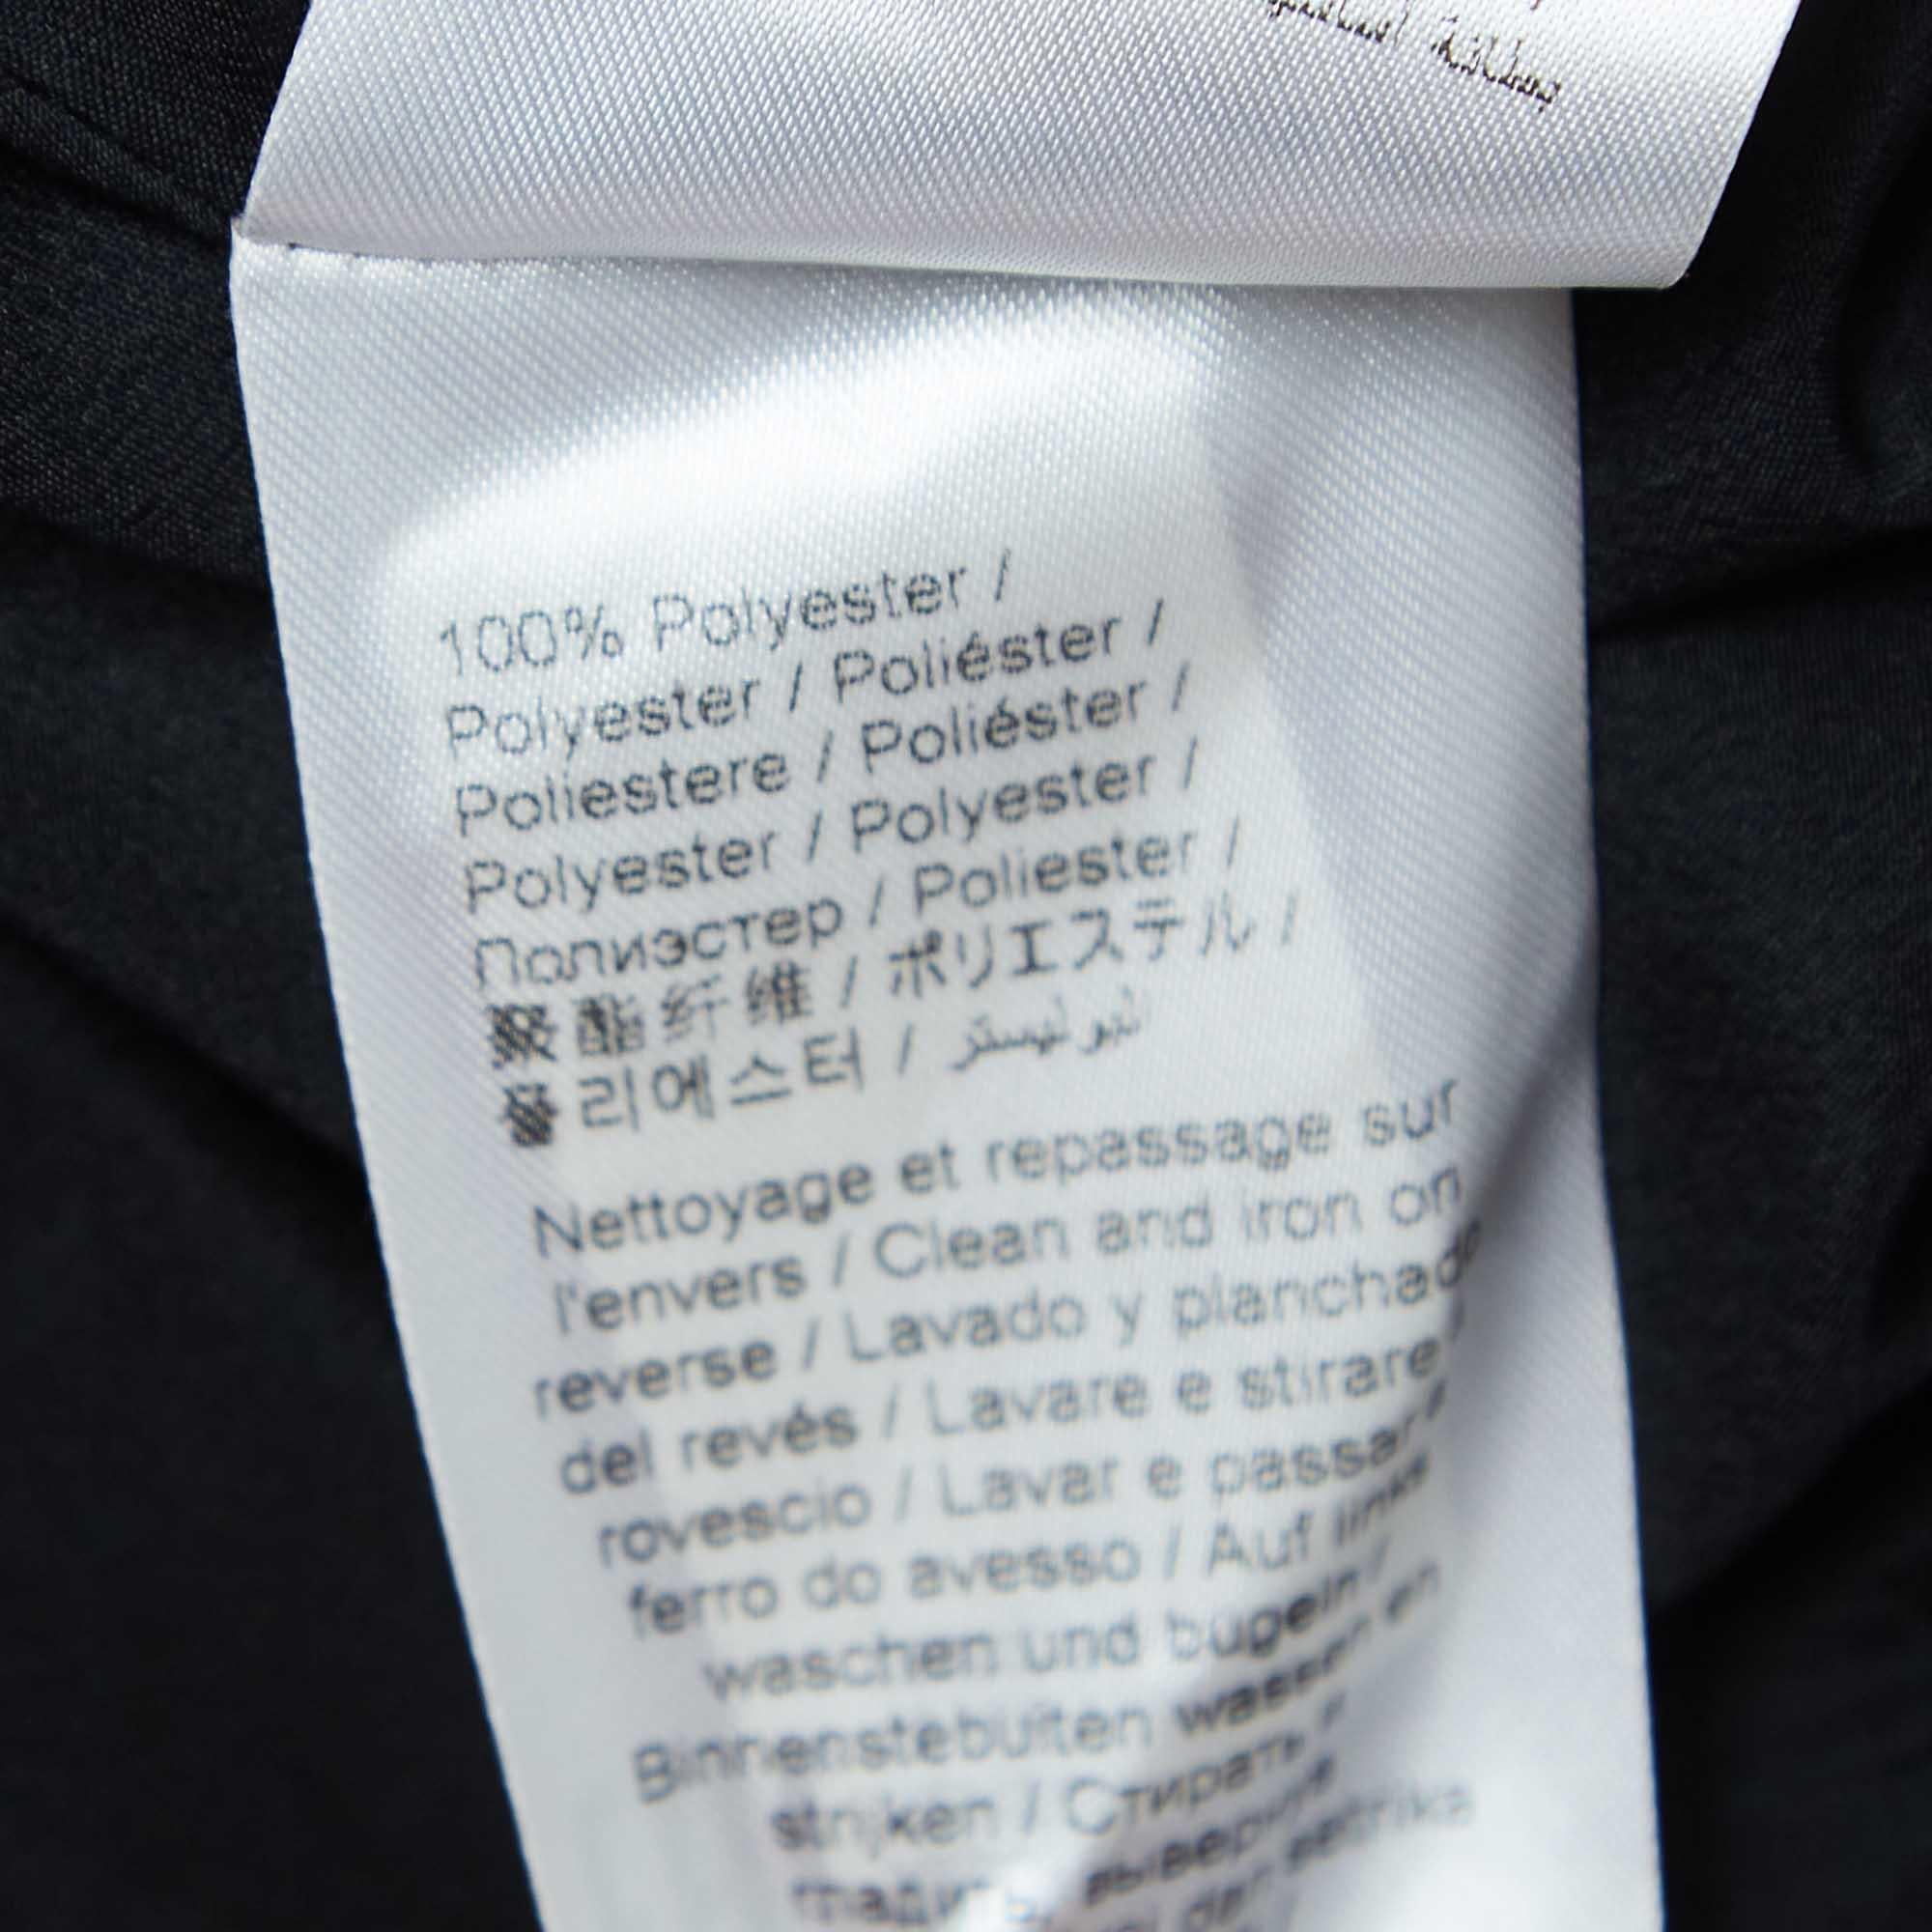 100% Polyester /
Polyester / Poliéster /
Poliestere / Poliéster /
Polyester / Polyester /
Полиэстер / Poliester /
聚酯纤维 / ポリエステル /
폴리에스터 / البوليستر
Nettoyage et repassage sur
l'envers / Clean and iron on
reverse / Lavado y planchado
del revés / Lavare e stirare
rovescio / Lavar e passar a
ferro do avesso / Auf links
waschen und bügeln /
Binnenstebuiten wassen en
strijken / Стирать и